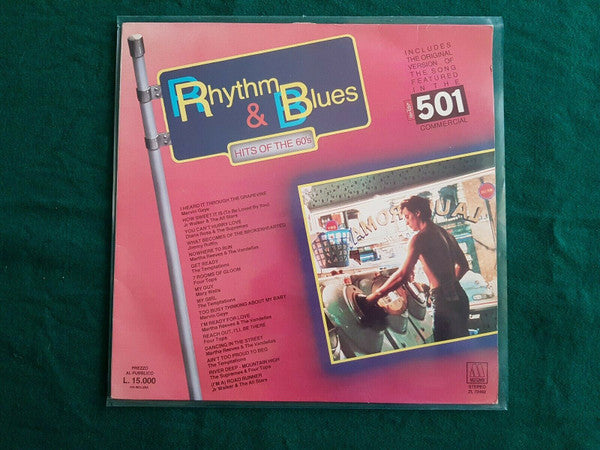 Rhythm
& Blues
HITS OF THE 60's
INCLUDES
THE ORIGINAL
VERSION OF
THE SONG
FEATURED
IN THE
501
COMMERCIAL
I HEARD IT THROUGH THE GRAPEVINE
Marvin Gaye
HOW SWEET IT IS (To Be Loved By You)
Jr Walker & The All Stars
YOU CAN'T HURRY LOVE
Diana Ross & The Supremes
WHAT BECOMES OF THE BROKENHEARTED
Jimmy Ruffin
NOWHERE TO RUN
Martha Reeves & The Vandellas
GET READY
The Temptations
7 ROOMS OF GLOOM
Four Tops
MY GUY
Mary Wells
MY GIRL
The Temptations
TOO BUSY THINKING ABOUT MY BABY
Marvin Gaye
I'M READY FOR LOVE
Martha Reeves & The Vandellas
REACH OUT, I'LL BE THERE
Four Tops
DANCING IN THE STREET
Martha Reeves & The Vandellas
AIN'T TOO PROUD TO BEG
The Temptations
RIVER DEEP - MOUNTAIN HIGH
The Supremes & Four Tops
(I'M A) ROAD RUNNER
Jr Walker & The All Stars
PREZZO
AL PUBBLICO
L. 15.000
STEREO